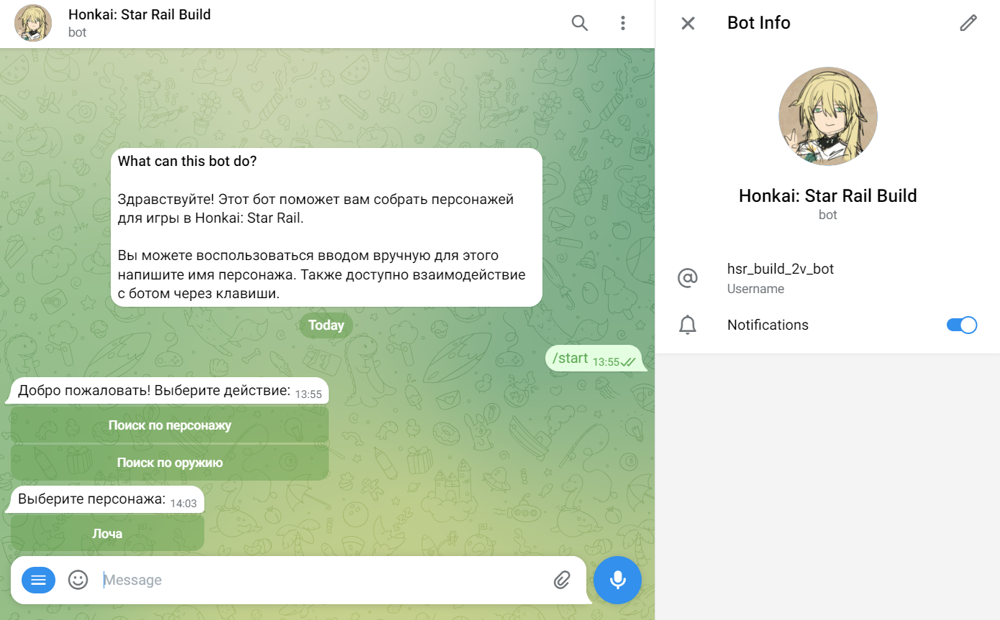 Honkai: Star Rail Build
bot
What can this bot do?
Здравствуйте! Этот бот поможет вам собрать персонажей
для игры в Honkai: Star Rail.
Вы можете воспользоваться вводом вручную для этого
напишите имя персонажа. Также доступно взаимодействие
с ботом через клавиши.
Today
/start 13:55
Добро пожаловать! Выберите действие: 13:55
Поиск по персонажу
Поиск по оружию
Выберите персонажа: 14:03
Лоча
Message
Bot Info
Honkai: Star Rail Build
bot
hsr_build_2v_bot
Username
Notifications